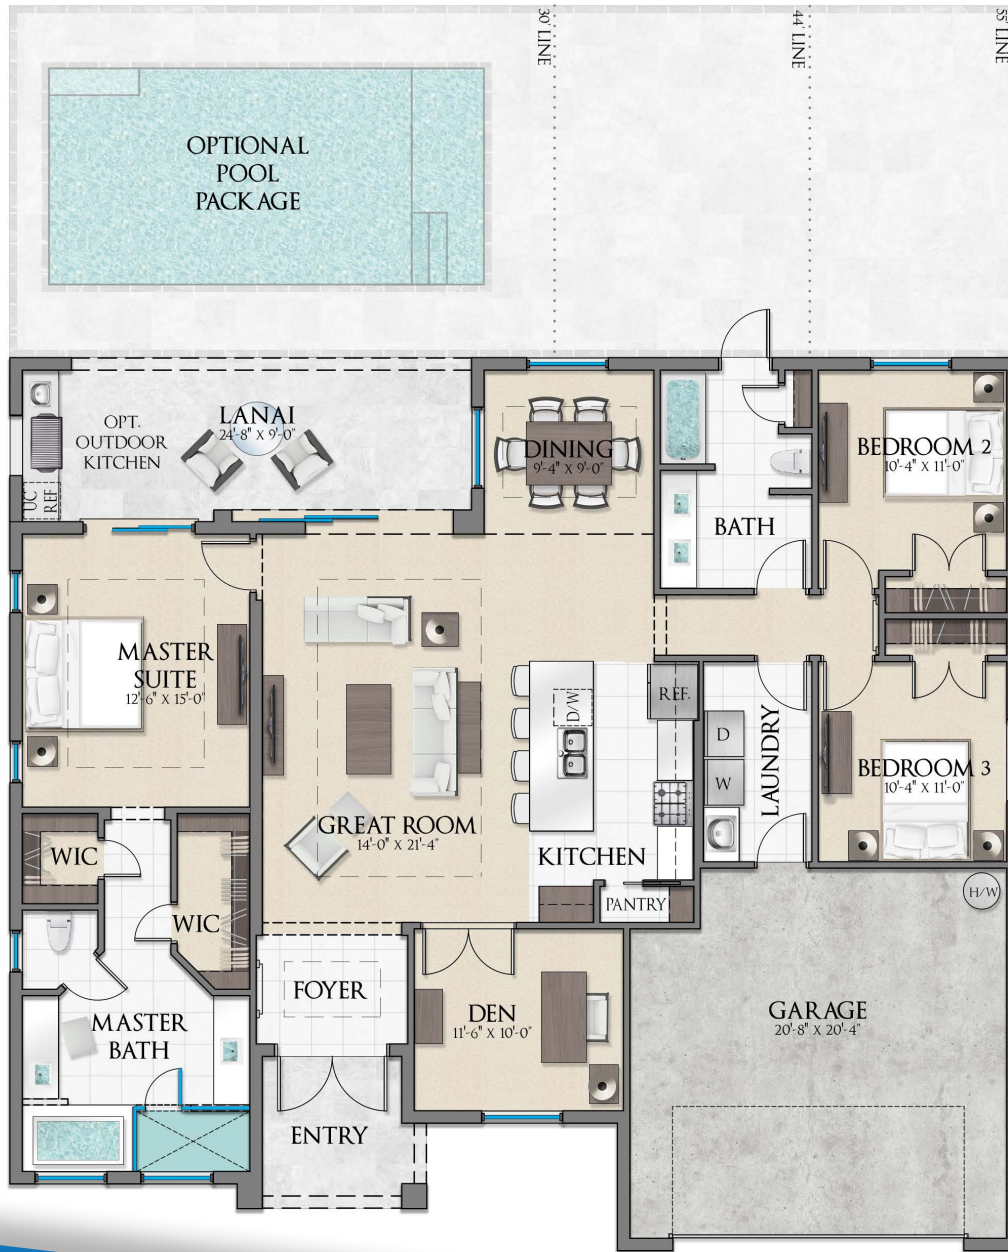 30' LINE
44' LINE
55' LINE
OPTIONAL
POOL
PACKAGE
OPT.
OUTDOOR
KITCHEN
UC
REF
LANAI
24'-8" X 9'-0"
DINING
9'-4" X 9'-0"
BATH
BEDROOM 2
10'-4" X 11'-0"
MASTER
SUITE
12'-6" X 15'-0"
D/W
REF.
D
W
LAUNDRY
BEDROOM 3
10'-4" X 11'-0"
GREAT ROOM
14'-0" X 21'-4"
KITCHEN
PANTRY
WIC
WIC
H/W
FOYER
DEN
11'-6" X 10'-0"
GARAGE
20'-8" X 20'-4"
MASTER
BATH
ENTRY